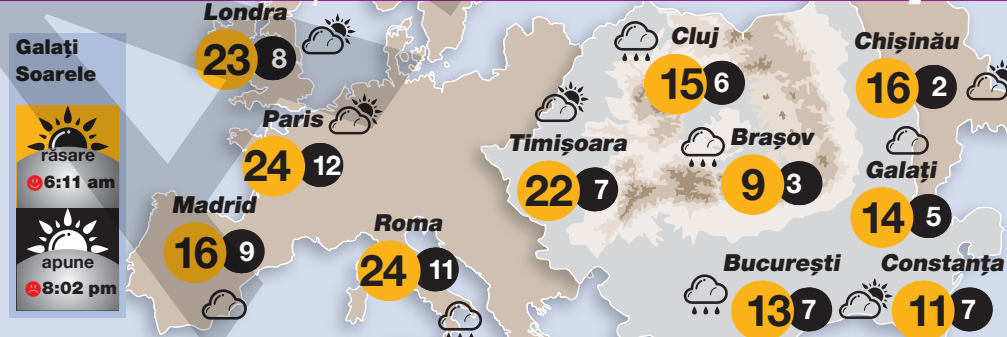 Galați
Soarele
răsare
6:11 am
apune
8:02 pm
Londra
23 8
Paris
24 12
Madrid
16 9
Roma
24 11
Cluj
15 6
Timișoara
22 7
Brașov
9 3
Chișinău
16 2
Galați
14 5
București
13 7
Constanța
11 7